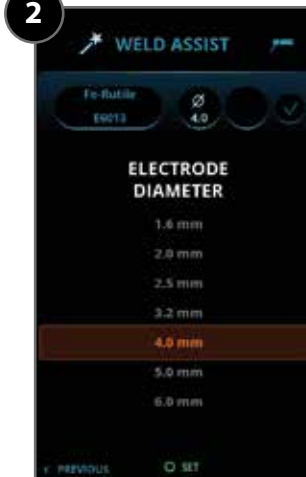 2
WELD ASSIST
Fe-Rutile
E6013
Ø
4.0
ELECTRODE
DIAMETER
1.6 mm
2.0 mm
2.5 mm
3.2 mm
4.0 mm
5.0 mm
6.0 mm
PREVIOUS
SET